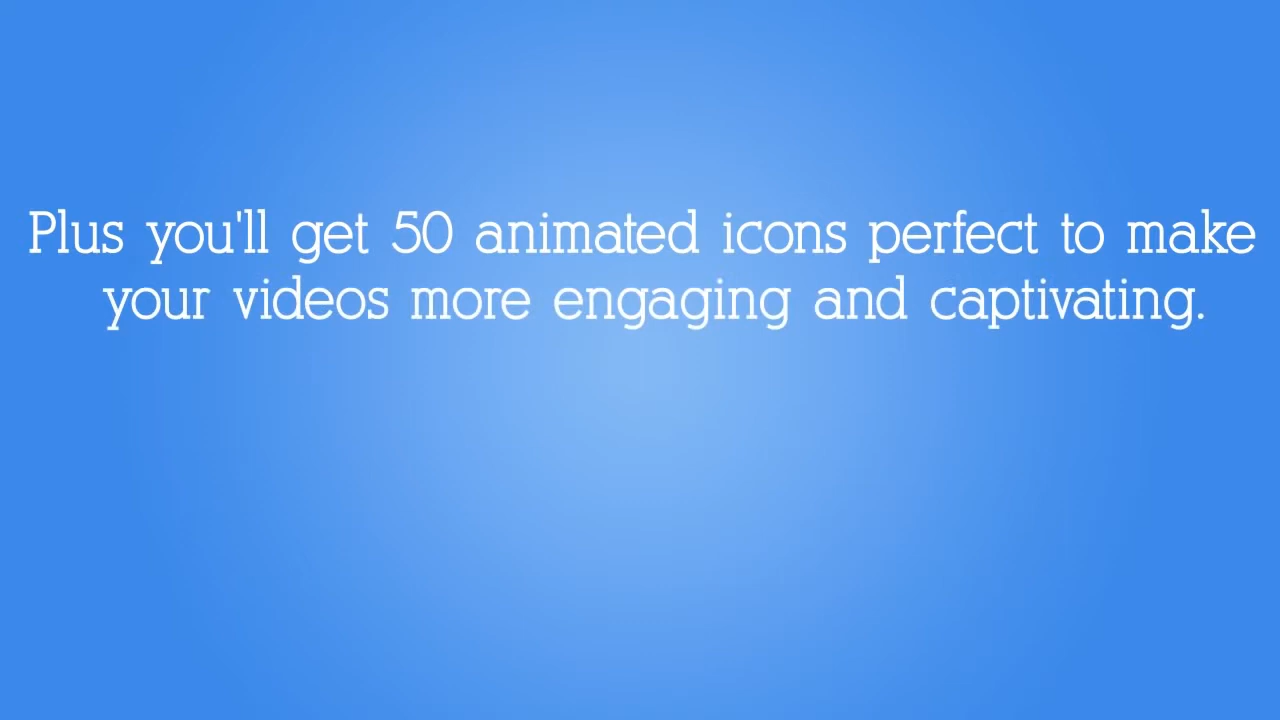 Plus you'll get 50 animated icons perfect to make
your videos more engaging and captivating.